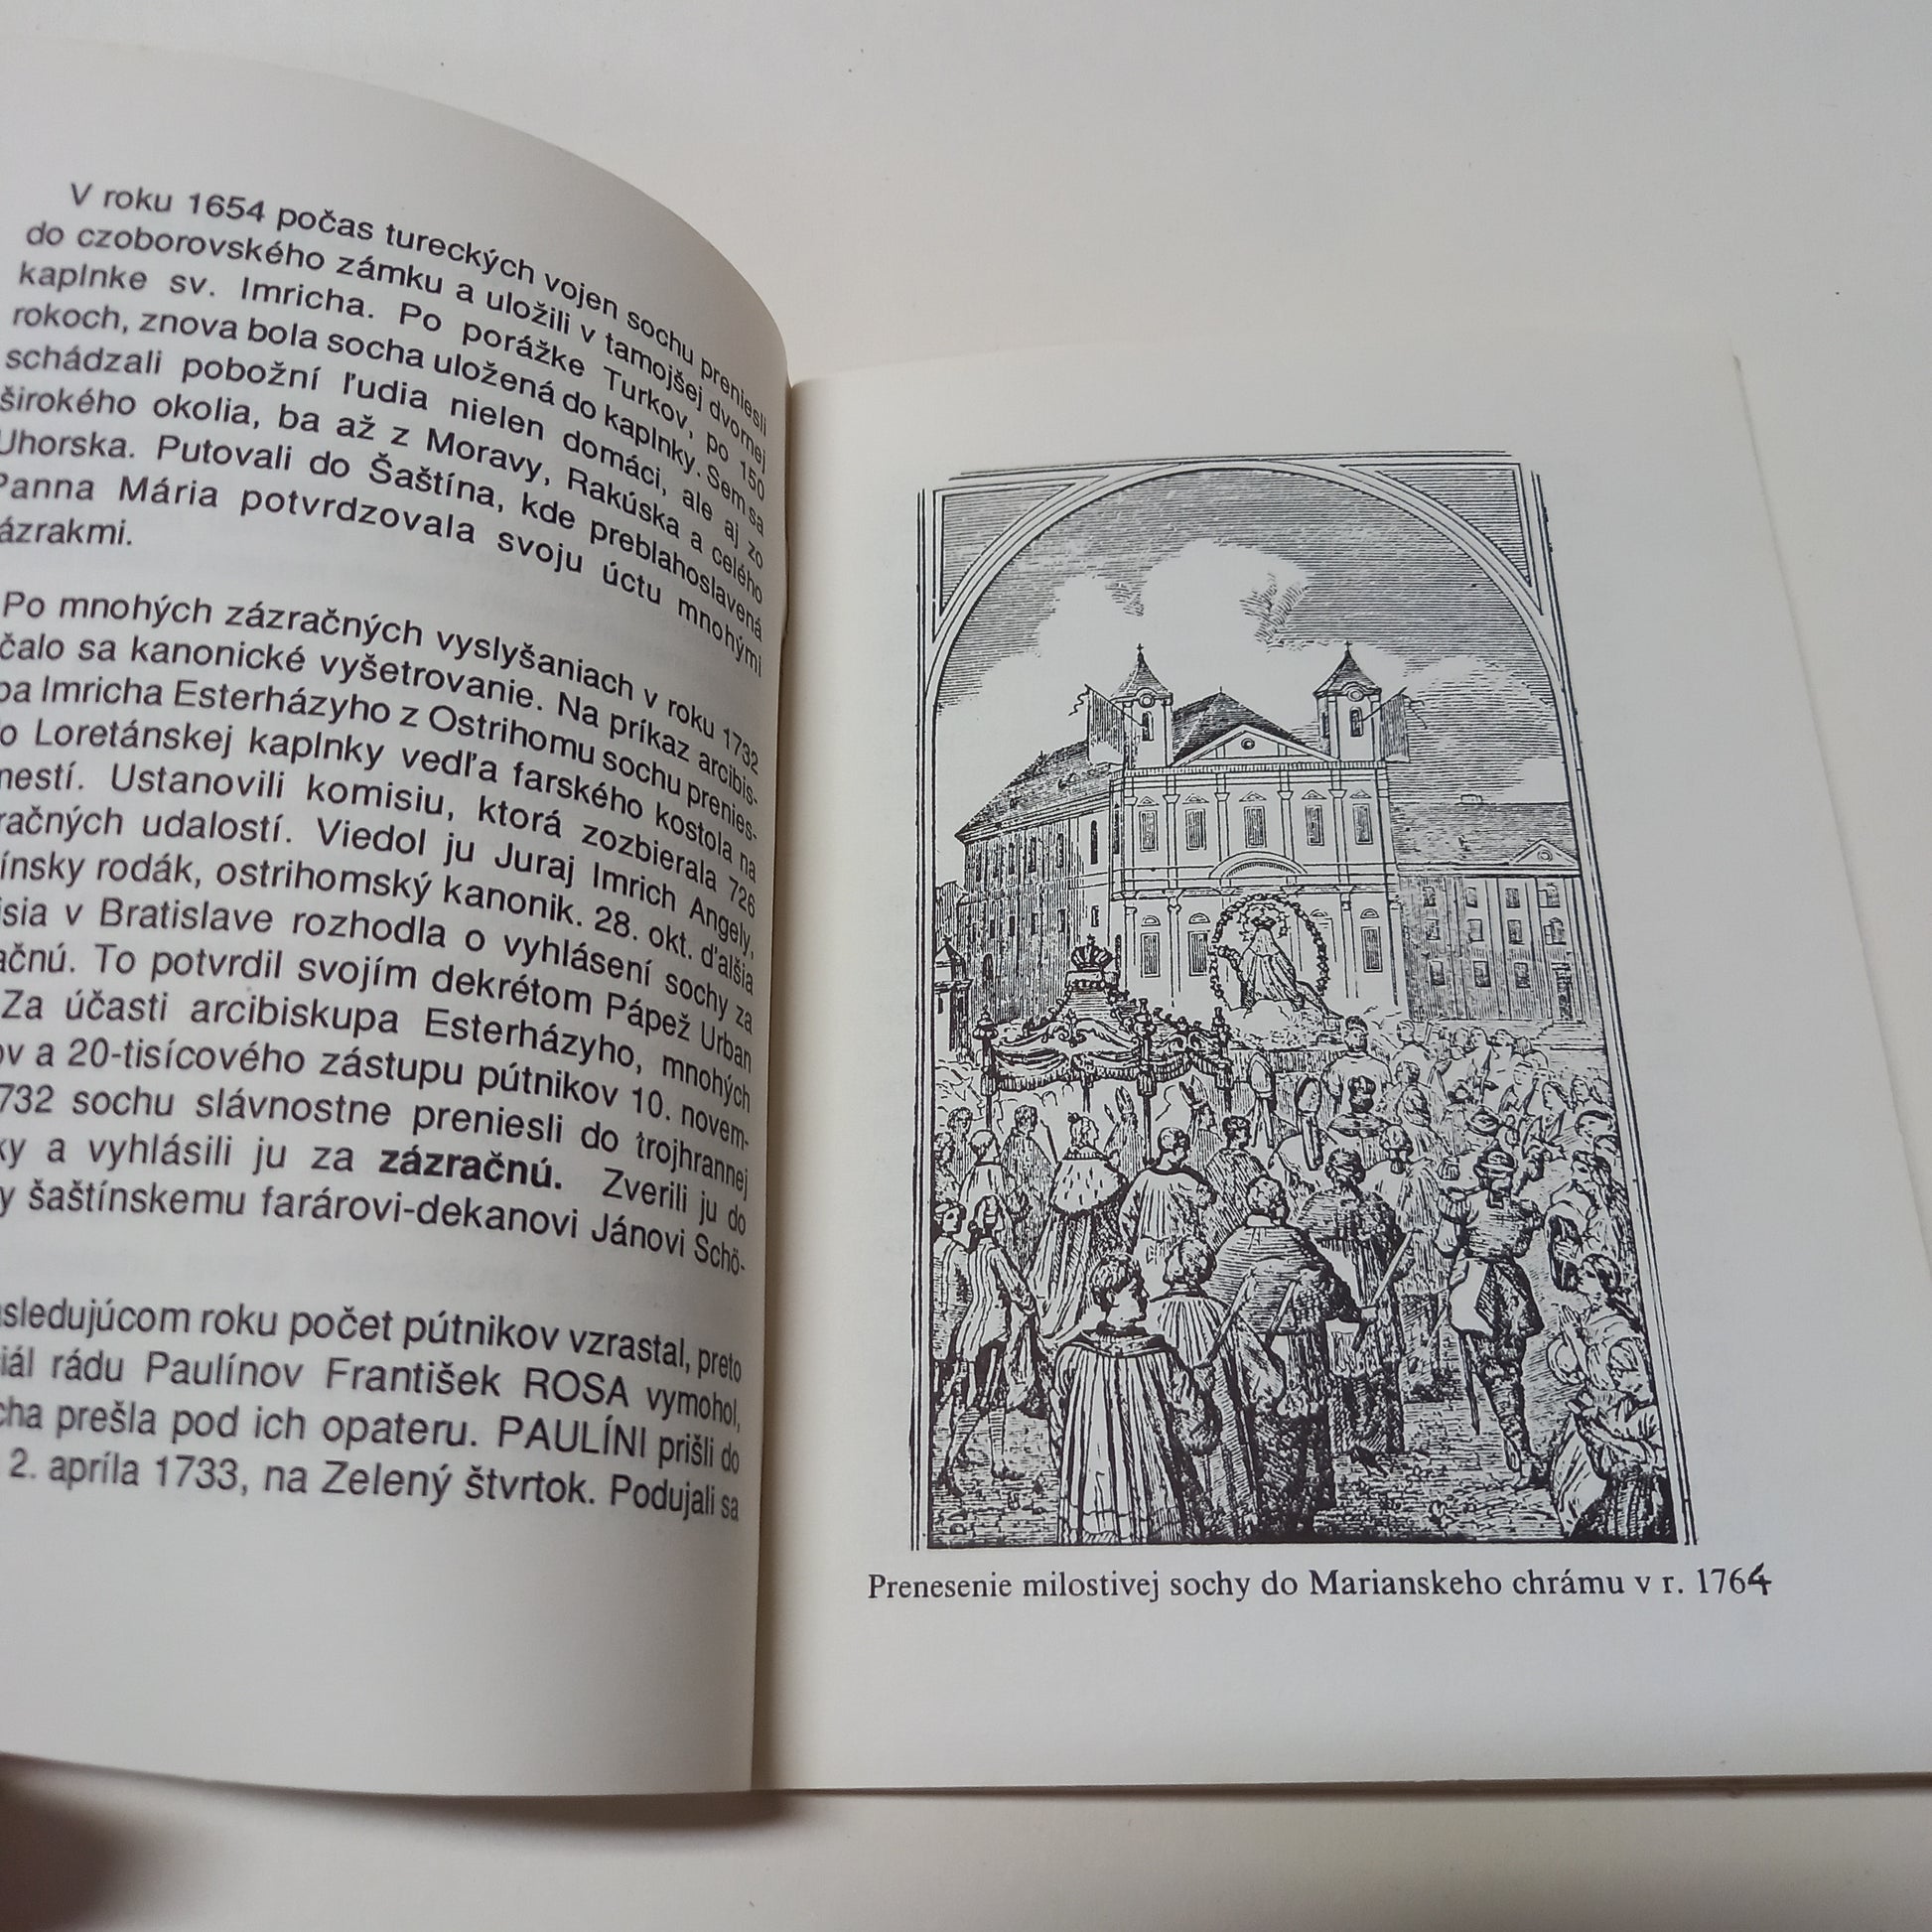 V roku 1654 počas tureckých vojen sochu preniesli
do czoborovského zámku a uložili v tamojšej dvornej
kaplnke sv. Imricha. Po porážke Turkov, po 150
rokoch, znova bola socha uložená do kaplnky. Sem sa
schádzali pobožní ľudia nielen domáci, ale aj zo
širokého okolia, ba až z Moravy, Rakúska a celého
Uhorska. Putovali do Šaštína, kde preblahoslavená
Panna Mária potvrdzovala svoju úctu mnohými
ázrakmi.
Po mnohých zázračných vyslyšaniach v roku 1732
čalo sa kanonické vyšetrovanie. Na príkaz arcibis-
pa Imricha Esterházyho z Ostrihomu sochu prenies-
o Loretánskej kaplnky vedľa farského kostola na
mestí. Ustanovili komisiu, ktorá zozbierala 726
račných udalostí. Viedol ju Juraj Imrich Angely,
ínsky rodák, ostrihomský kanonik. 28. okt. ďalšia
isia v Bratislave rozhodla o vyhlásení sochy za
ačnú. To potvrdil svojím dekrétom Pápež Urban
Za účasti arcibiskupa Esterházyho, mnohých
ov a 20-tisícového zástupu pútnikov 10. novem-
732 sochu slávnostne preniesli do trojhrannej
ky a vyhlásili ju za zázračnú. Zverili ju do
y šaštínskemu farárovi-dekanovi Jánovi Schö-
sledujúcom roku počet pútnikov vzrastal, preto
iál rádu Paulínov František ROSA vymohol,
cha prešla pod ich opateru. PAULÍNI prišli do
2. apríla 1733, na Zelený štvrtok. Podujali sa
Prenesenie milostivej sochy do Marianskeho chrámu v r. 1764